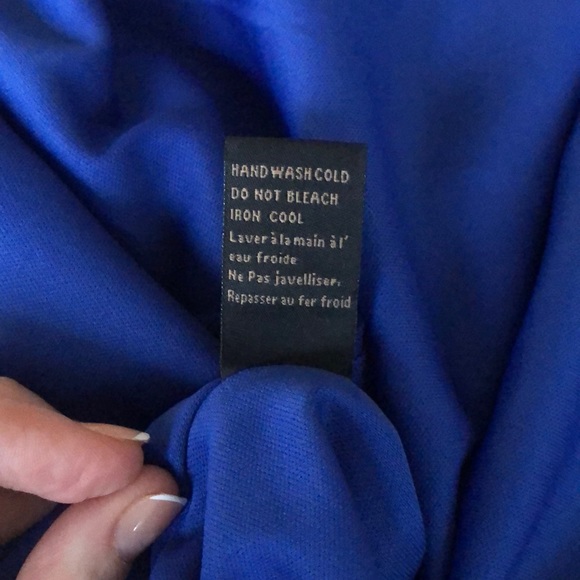 HAND WASH COLD
DO NOT BLEACH
IRON COOL
Laver à la main à l'
eau froide
Ne Pas javelliser.
Repasser au fer froid